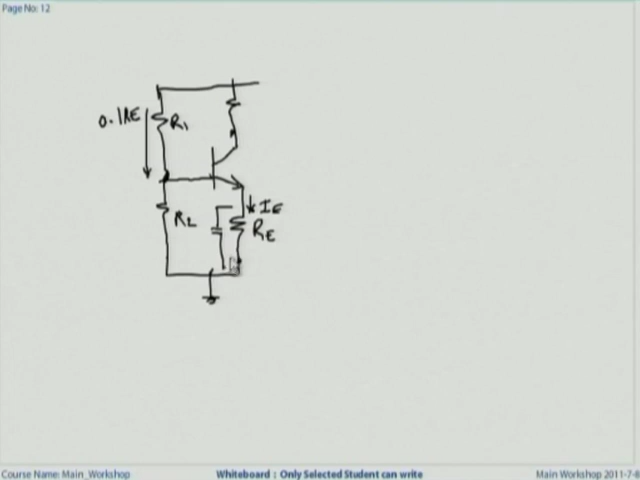 Page No: 12
0.1IE
R1
R2
IE
RE
Course Name: Main_Workshop
Whiteboard : Only Selected Student can write
Main Workshop 2011-7-8